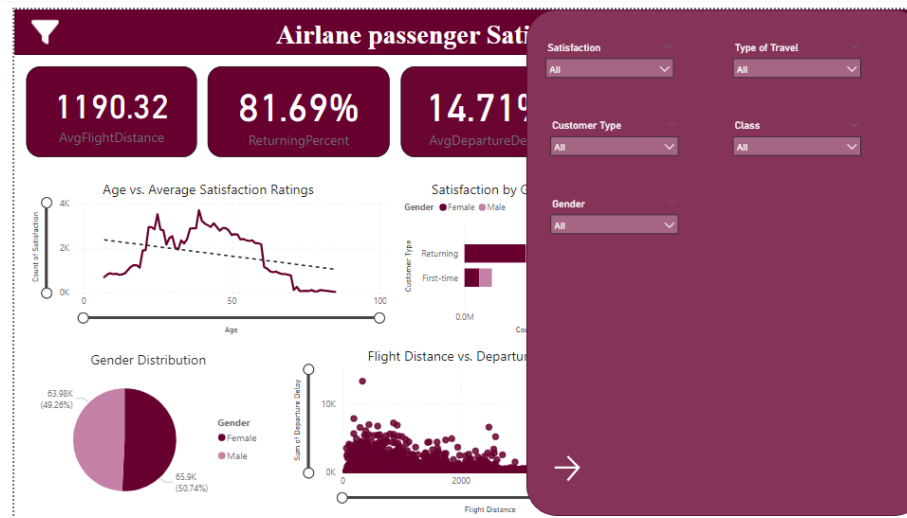 Airlane passenger Sati
1190.32
AvgFlightDistance
81.69%
ReturningPercent
14.71%
AvgDepartureDe
Satisfaction
All
Type of Travel
All
Customer Type
All
Class
All
Gender
All
Age vs. Average Satisfaction Ratings
Count of Satisfaction
4K
2K
0K
0
50
100
Age
Satisfaction by G
Gender Female Male
Customer Type
Returning
First-time
0.0M
Cou
Gender Distribution
63.98K
(49.26%)
65.9K
(50.74%)
Gender
Female
Male
Flight Distance vs. Departur
Sum of Departure Delay
10K
0K
0
2000
Flight Distance